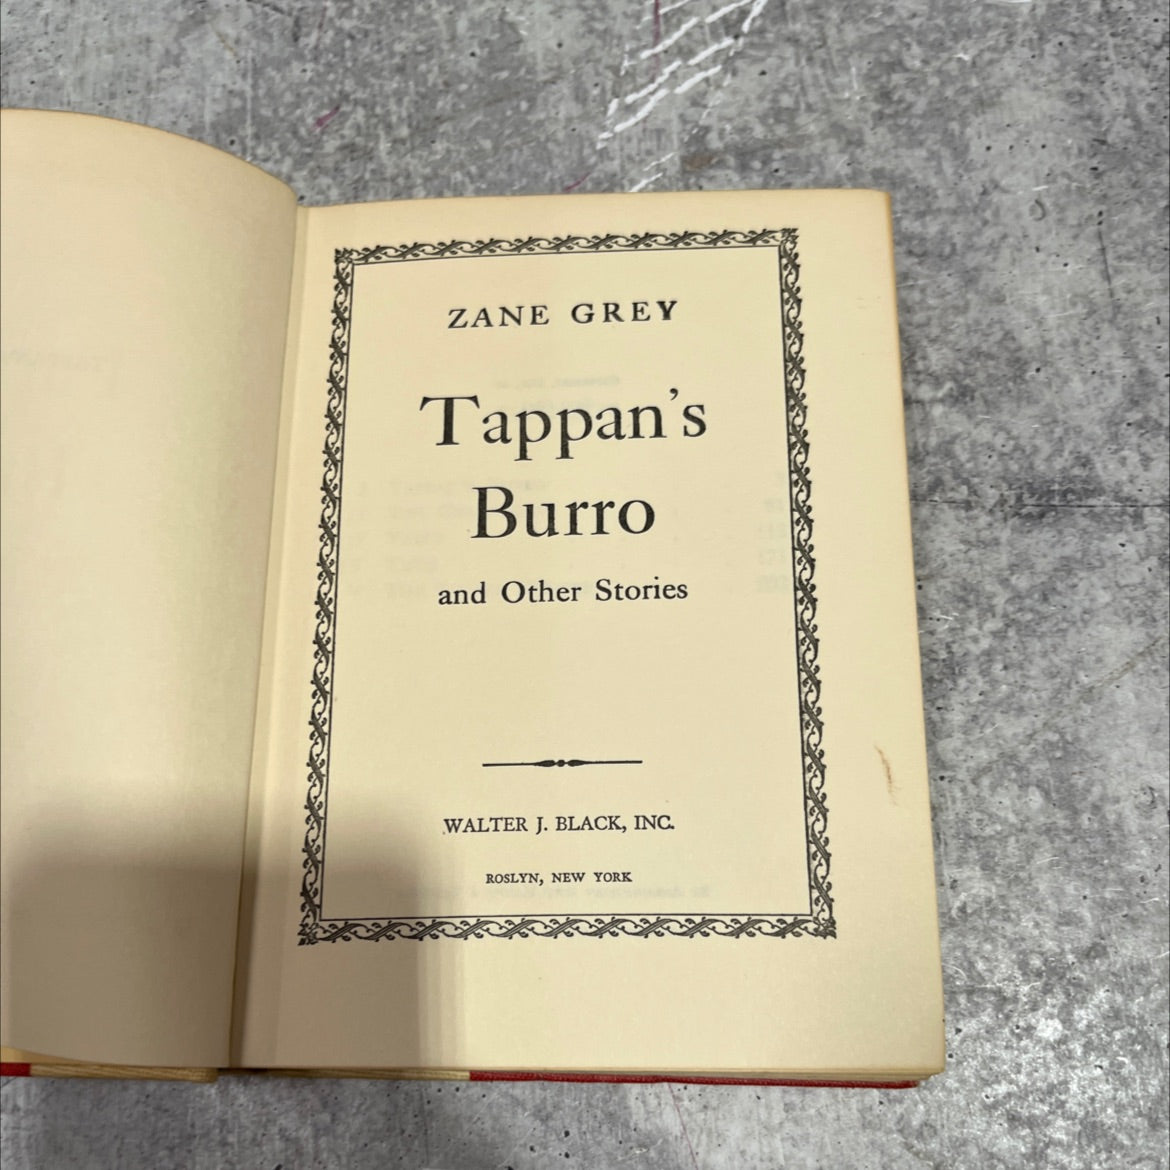 ZANE GREY
Tappan's
Burro
and Other Stories
WALTER J. BLACK, INC.
ROSLYN, NEW YORK